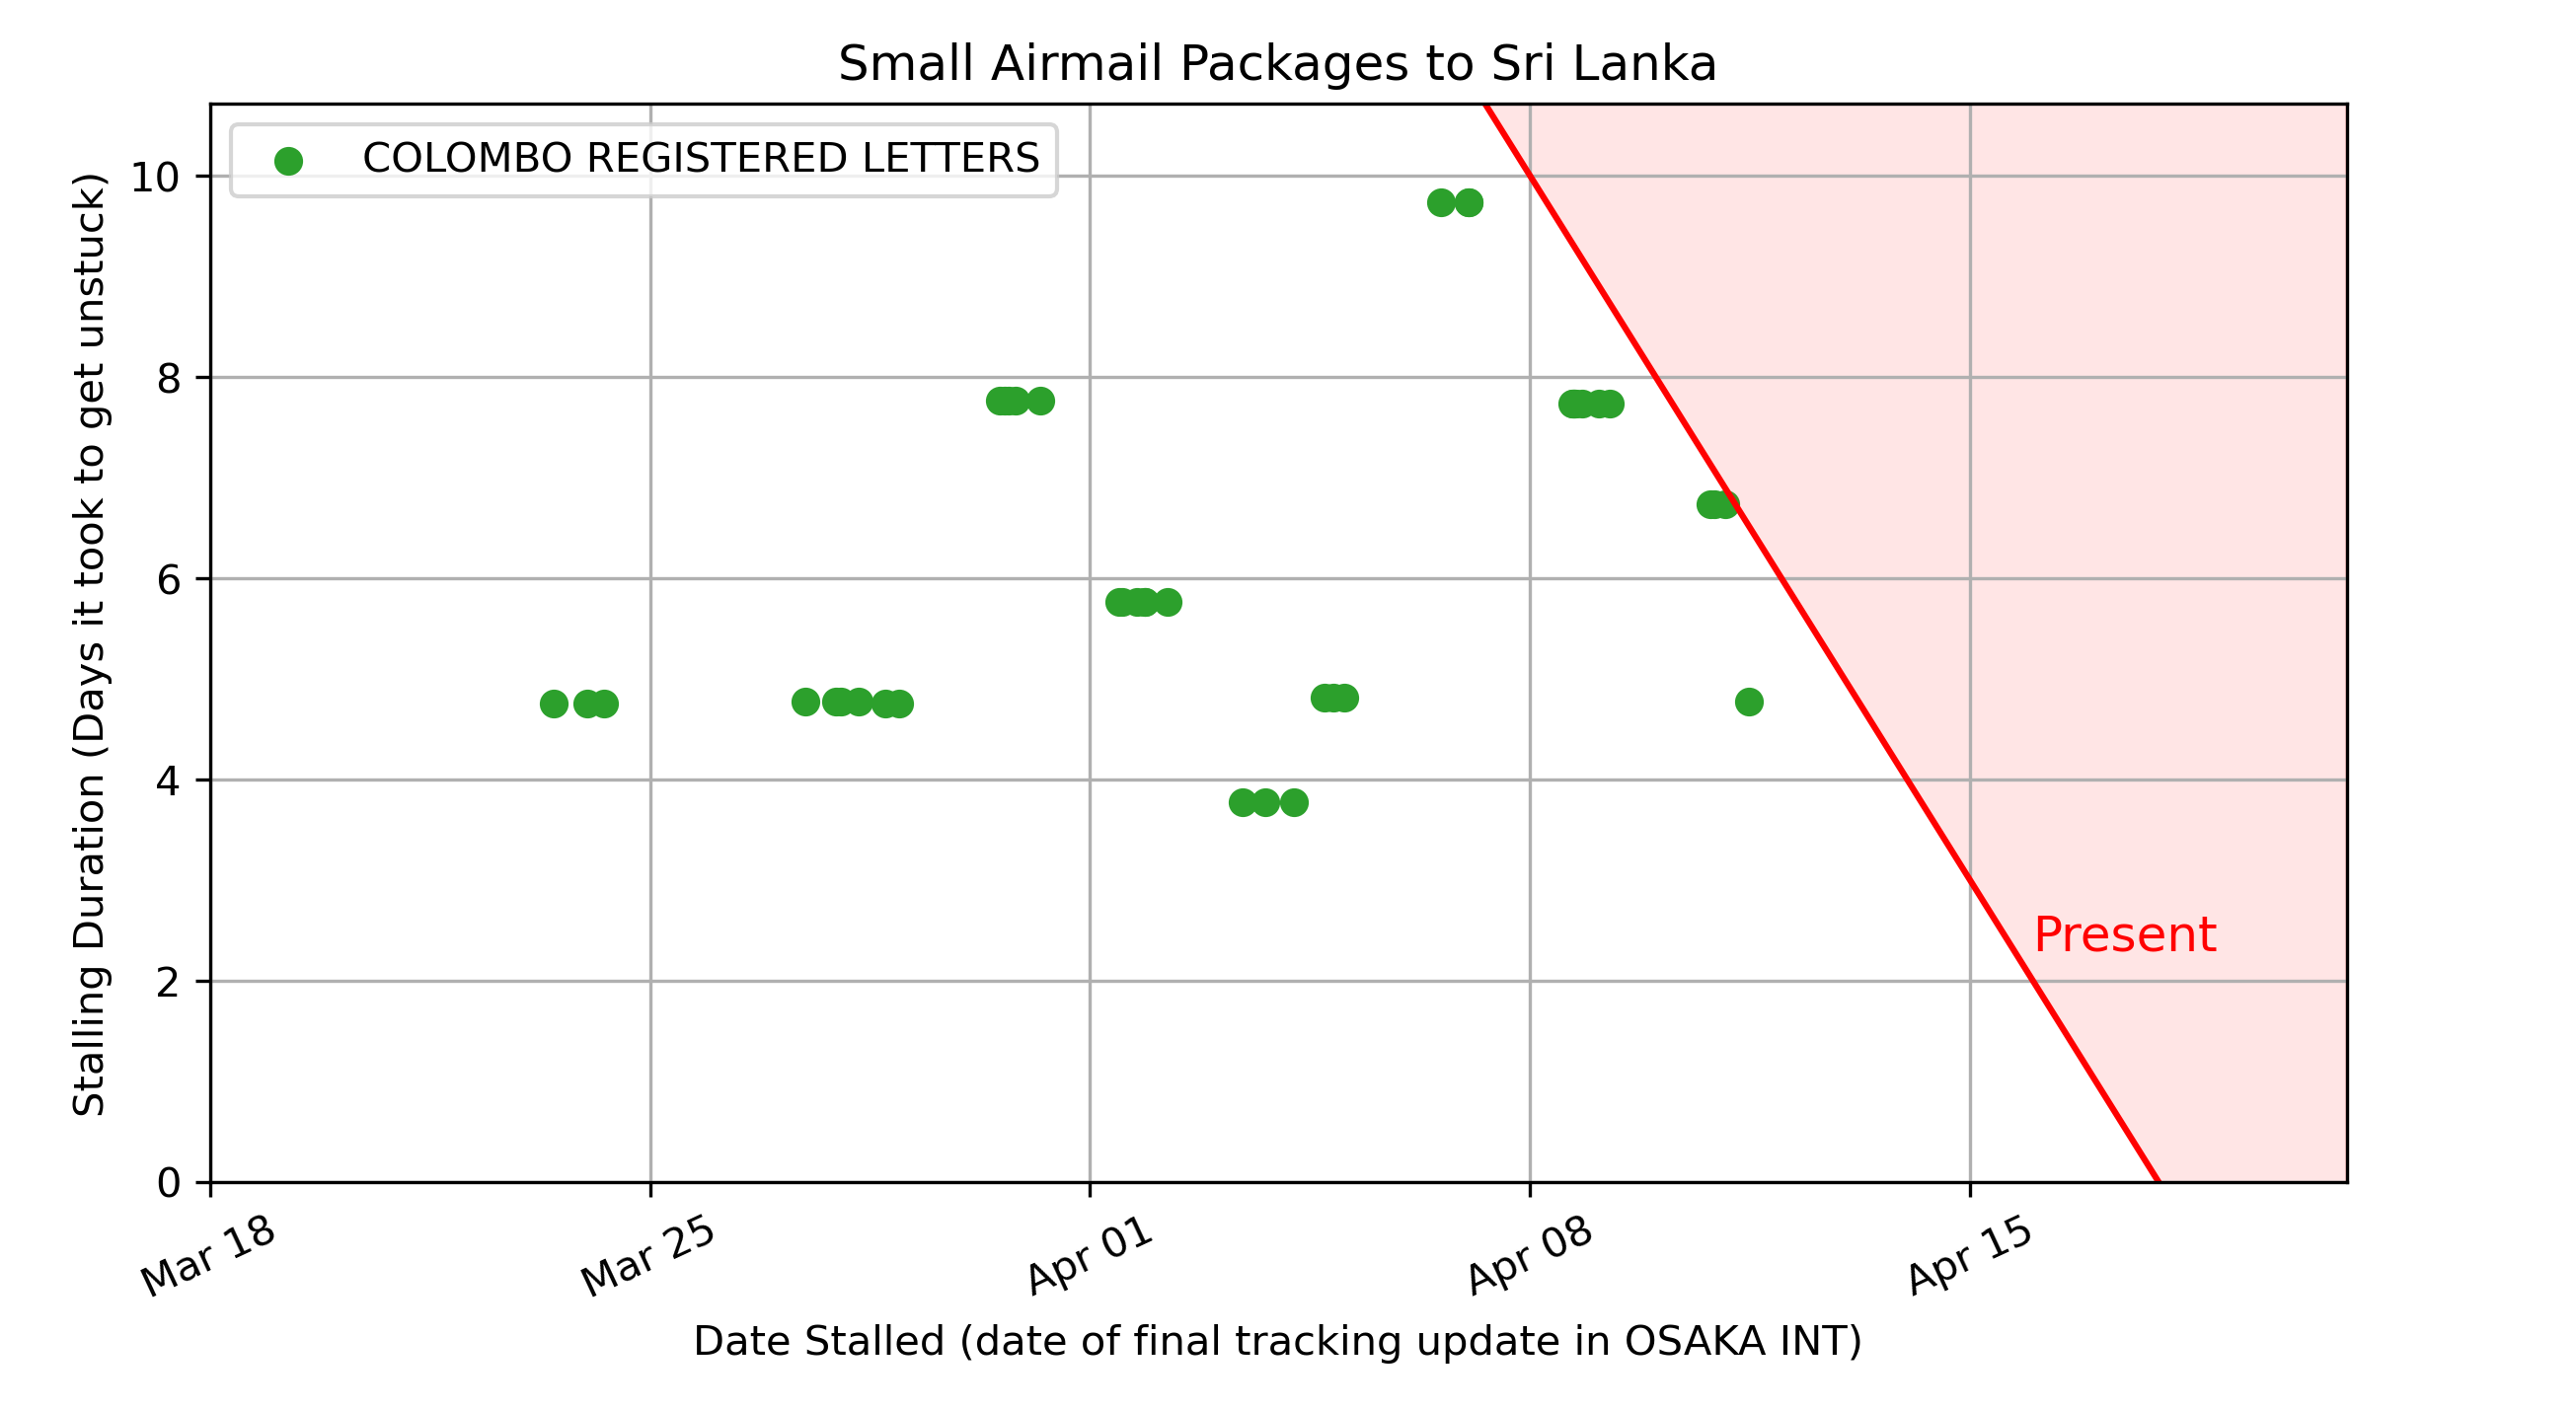 Small Airmail Packages to Sri Lanka
COLOMBO REGISTERED LETTERS
Stalling Duration (Days it took to get unstuck)
10
8
6
4
2
0
Present
Mar 18
Mar 25
Apr 01
Apr 08
Apr 15
Date Stalled (date of final tracking update in OSAKA INT)